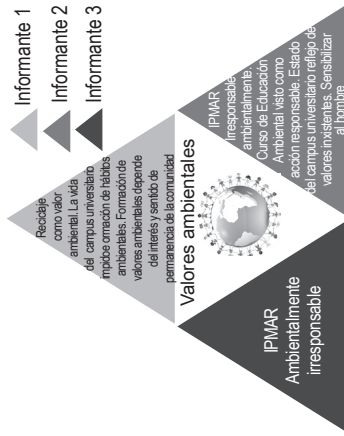 Informante 1
Informante 2
Informante 3
Reciclaje
como valor
ambiental. La vida
del campus universitario
impidoe ormación de hábitos
ambientales. Formación de
valores ambientales depende
del interés y sentido de
permanencia de la comunidad
Valores ambientales
IPMAR
Ambientalmente
irresponsable
IPMAR
Irresponsable
ambientalmente.
Curso de Educación
Ambiental visto como
acción responsable. Estado
del campus universitario reflejo de
valores inxistentes. Sensibilizar
al hombre